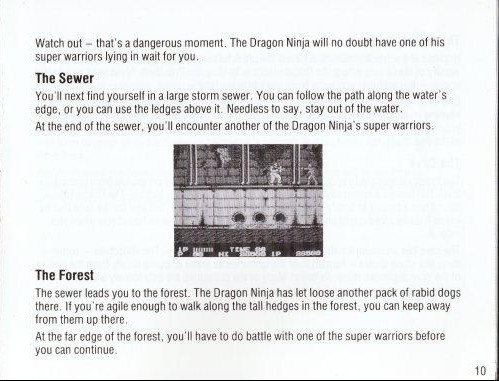 Watch out – that's a dangerous moment. The Dragon Ninja will no doubt have one of his
super warriors lying in wait for you.
The Sewer
You'll next find yourself in a large storm sewer. You can follow the path along the water's
edge, or you can use the ledges above it. Needless to say, stay out of the water.
At the end of the sewer, you'll encounter another of the Dragon Ninja's super warriors.
1P TIME 08
P HI 1P
The Forest
The sewer leads you to the forest. The Dragon Ninja has let loose another pack of rabid dogs
there. If you're agile enough to walk along the tall hedges in the forest, you can keep away
from them up there.
At the far edge of the forest, you'll have to do battle with one of the super warriors before
you can continue.
10